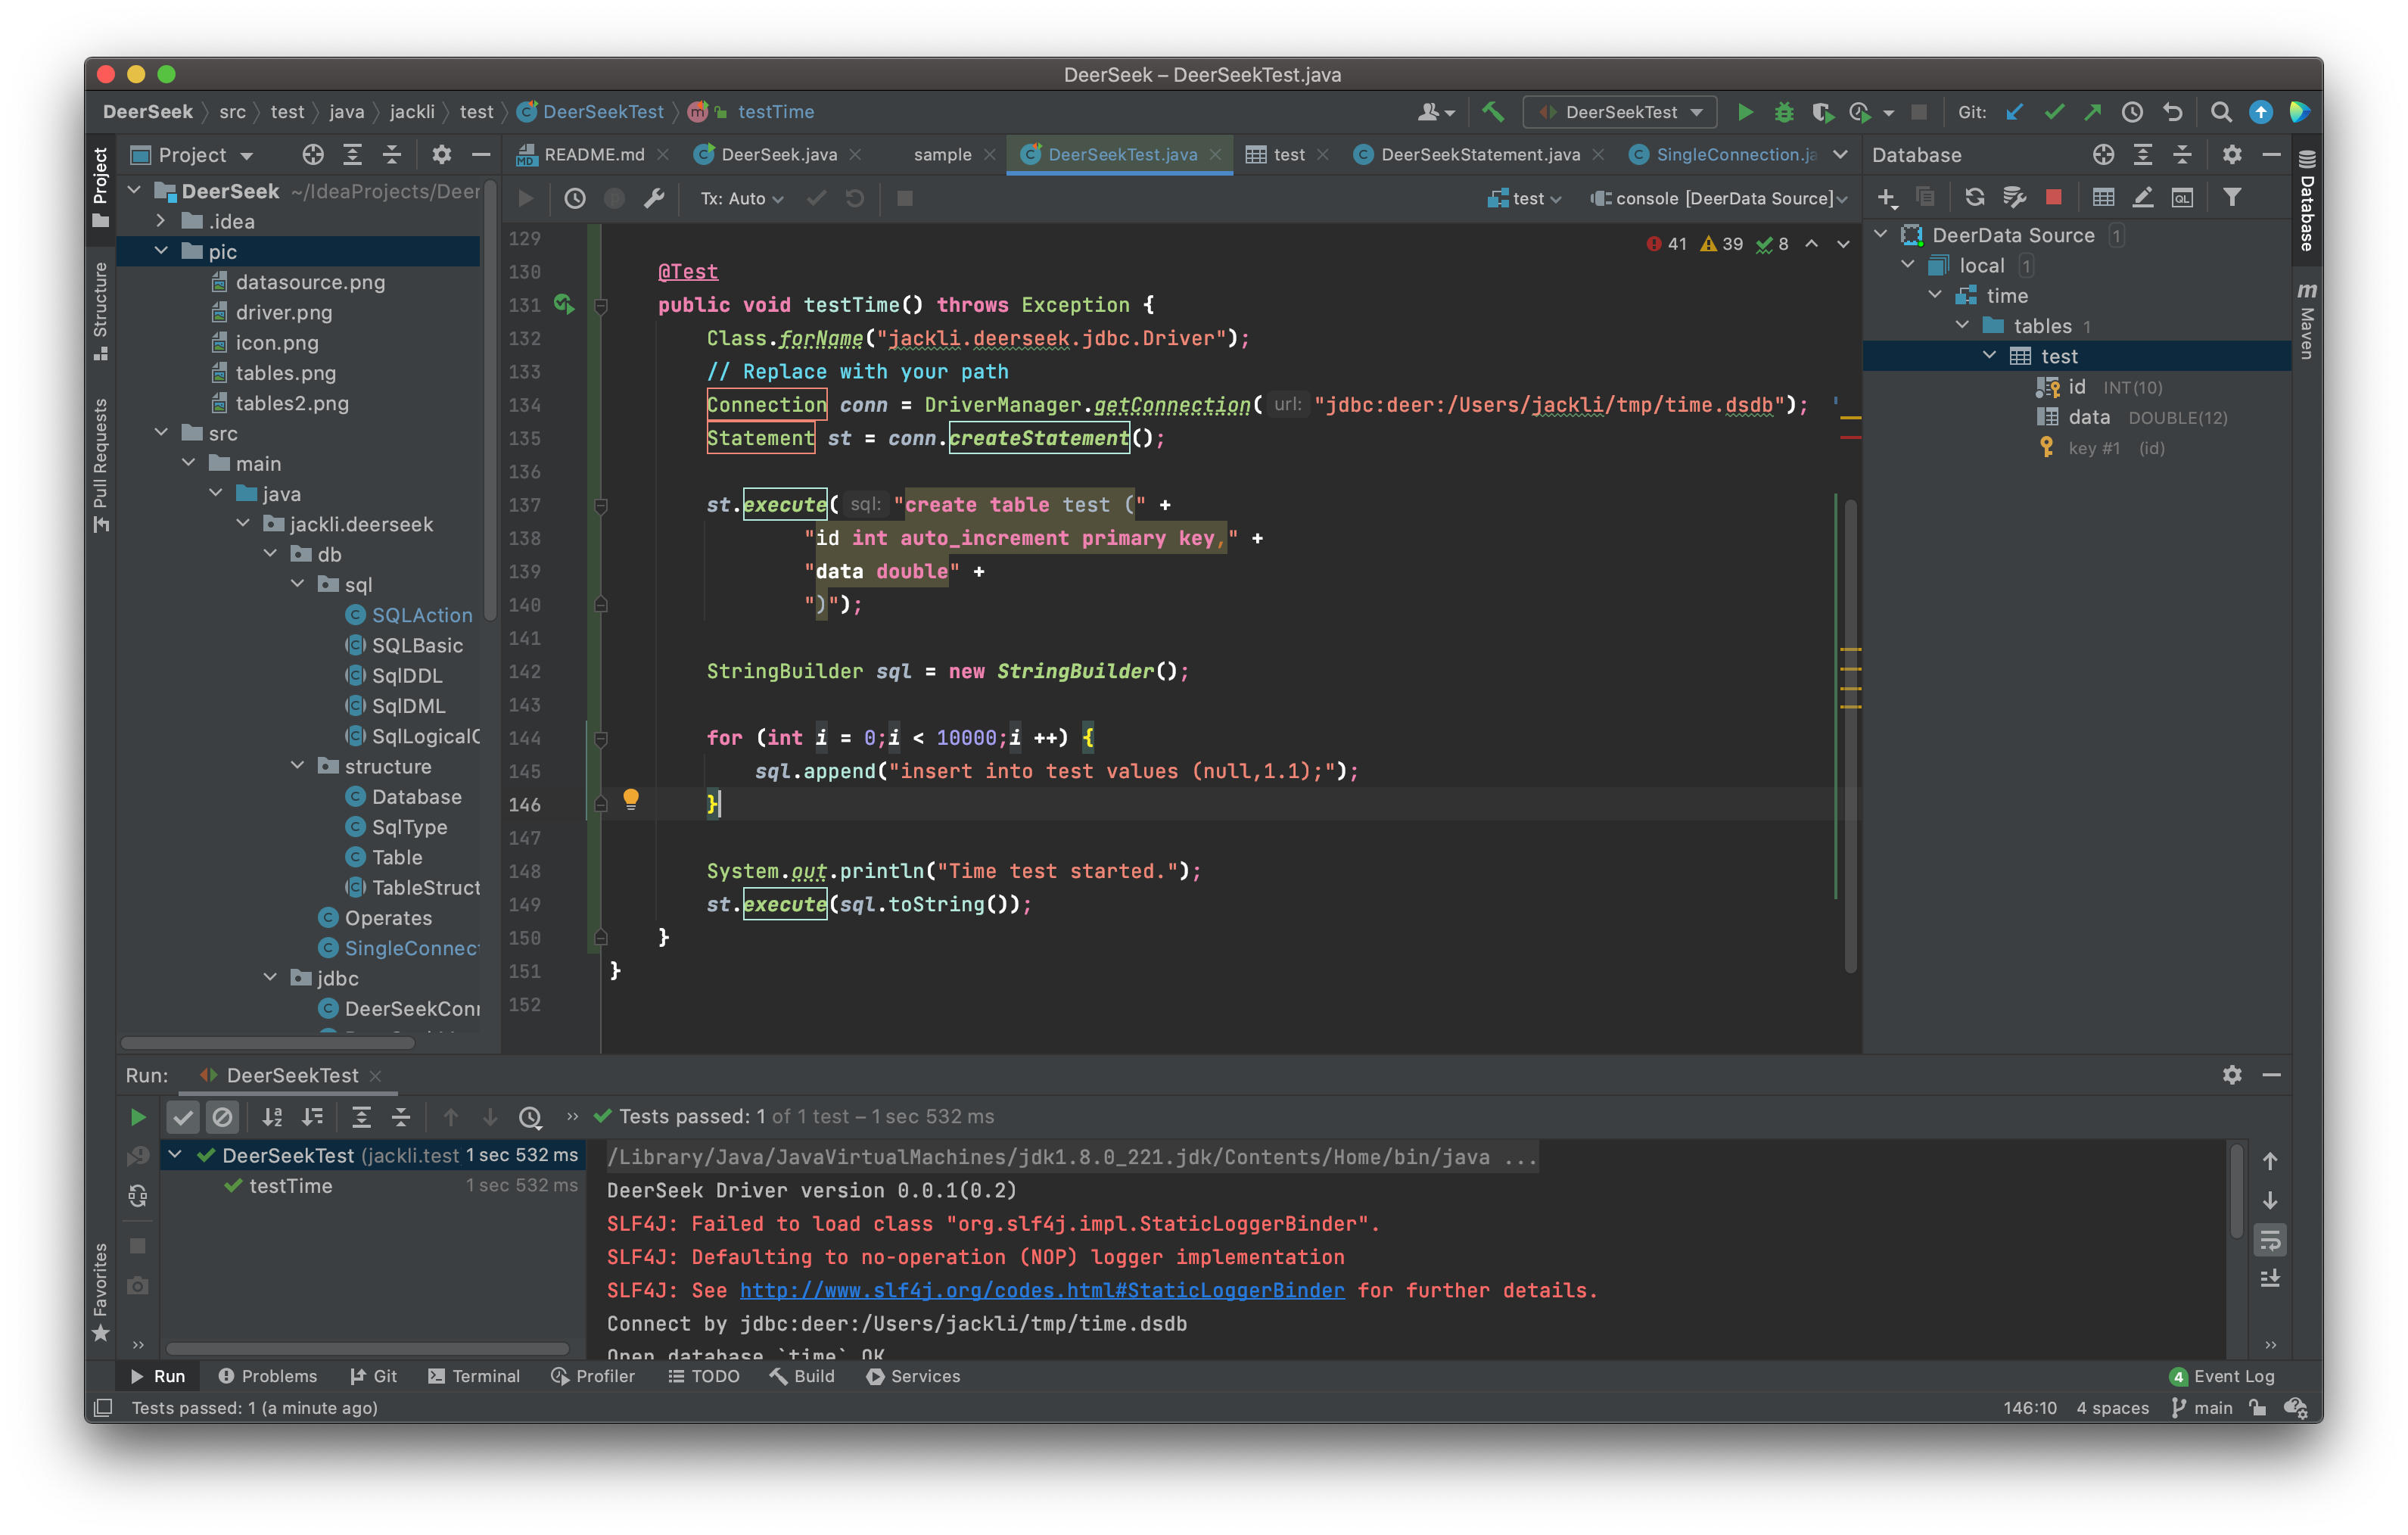 DeerSeek – DeerSeekTest.java
DeerSeek src test java jackli test DeerSeekTest testTime
DeerSeekTest Git:
Project
README.md DeerSeek.java sample DeerSeekTest.java test DeerSeekStatement.java SingleConnection.ja
Database
Tx: Auto test console [DeerData Source]
Project
Structure
Pull Requests
Favorites
DeerSeek ~/IdeaProjects/Deer
.idea
pic
datasource.png
driver.png
icon.png
tables.png
tables2.png
src
main
java
jackli.deerseek
db
sql
SQLAction
SQLBasic
SqlDDL
SqlDML
SqlLogicalC
structure
Database
SqlType
Table
TableStruct
Operates
SingleConnect
jdbc
DeerSeekConn
41 39 8
129
130 @Test
131 public void testTime() throws Exception {
132 Class.forName("jackli.deerseek.jdbc.Driver");
133 // Replace with your path
134 Connection conn = DriverManager.getConnection( url: "jdbc:deer:/Users/jackli/tmp/time.dsdb");
135 Statement st = conn.createStatement();
136
137 st.execute( sql: "create table test (" +
138 "id int auto_increment primary key," +
139 "data double" +
140 ")");
141
142 StringBuilder sql = new StringBuilder();
143
144 for (int i = 0;i < 10000;i ++) {
145 sql.append("insert into test values (null,1.1);");
146 }
147
148 System.out.println("Time test started.");
149 st.execute(sql.toString());
150 }
151 }
152
DeerData Source 1
local 1
time
tables 1
test
id INT(10)
data DOUBLE(12)
key #1 (id)
Database
m Maven
Run: DeerSeekTest
Tests passed: 1 of 1 test – 1 sec 532 ms
DeerSeekTest (jackli.test 1 sec 532 ms
testTime 1 sec 532 ms
/Library/Java/JavaVirtualMachines/jdk1.8.0_221.jdk/Contents/Home/bin/java ...
DeerSeek Driver version 0.0.1(0.2)
SLF4J: Failed to load class "org.slf4j.impl.StaticLoggerBinder".
SLF4J: Defaulting to no-operation (NOP) logger implementation
SLF4J: See http://www.slf4j.org/codes.html#StaticLoggerBinder for further details.
Connect by jdbc:deer:/Users/jackli/tmp/time.dsdb
Open database `time` OK
Run Problems Git Terminal Profiler TODO Build Services 4 Event Log
Tests passed: 1 (a minute ago) 146:10 4 spaces main